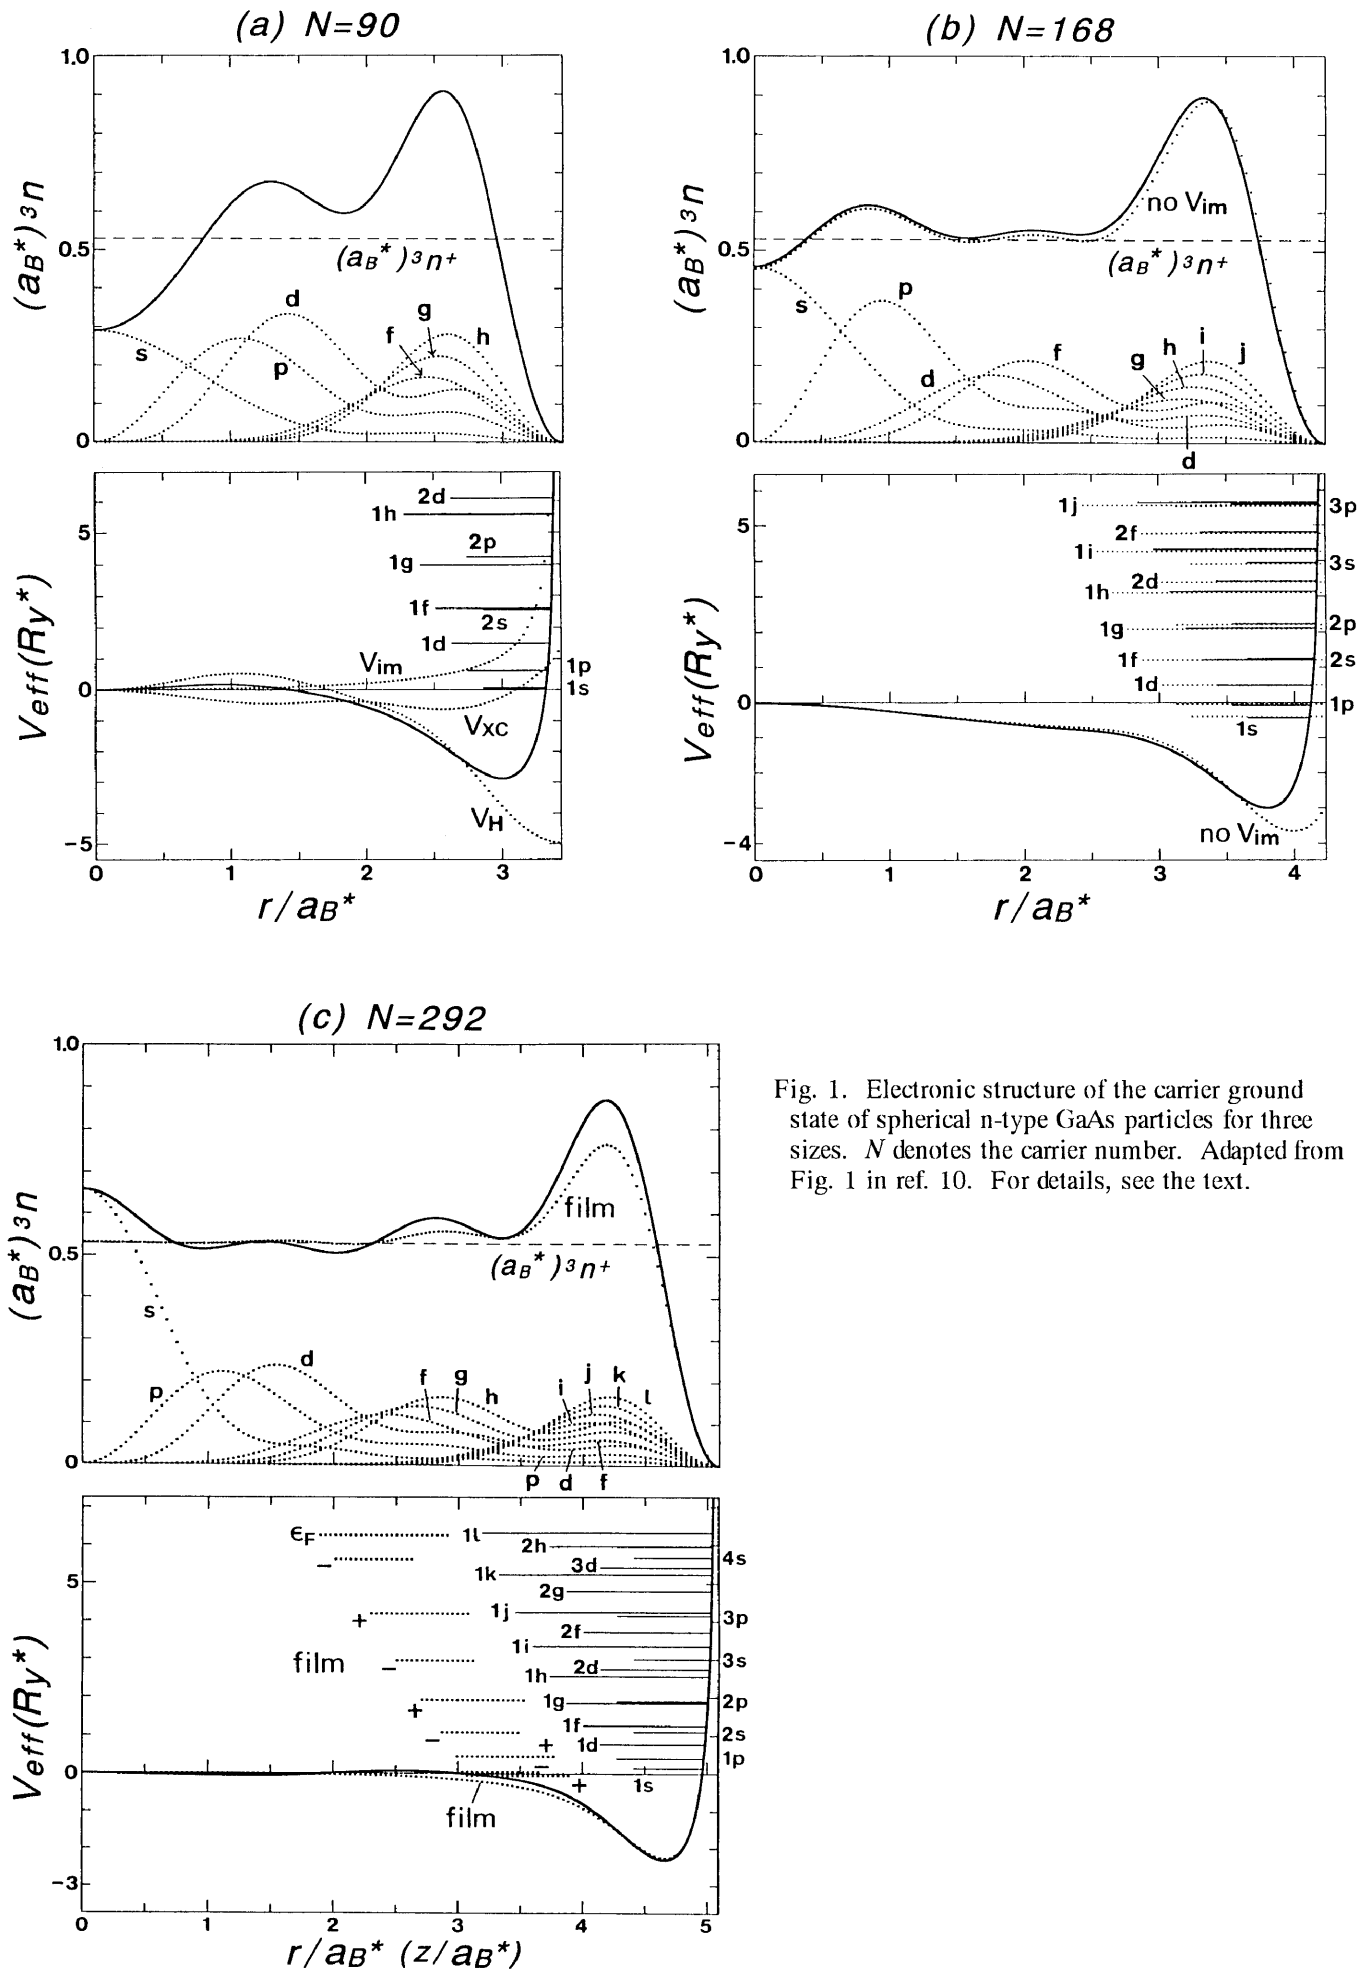 (a) N=90
1.0
0.5
0
(aB*)³n
(aB*)³n+
s
p
d
f
g
h
5
0
−5
Veff(Ry*)
2d
1h
2p
1g
1f
2s
1d
1p
1s
Vim
VXC
VH
0 1 2 3
r/aB*
(b) N=168
1.0
0.5
0
(aB*)³n
no Vim
(aB*)³n+
s
p
d
f
g
h
i
j
d
5
0
−4
Veff(Ry*)
1j
3p
2f
1i
3s
2d
1h
2p
1g
1f
2s
1d
1p
1s
no Vim
0 1 2 3 4
r/aB*
(c) N=292
1.0
0.5
0
(aB*)³n
film
(aB*)³n+
s
p
d
f
g
h
i
j
k
l
p
d
f
5
0
−3
Veff(Ry*)
ϵF
−
+
−
+
−
+
−
+
film
1l
2h
4s
3d
1k
2g
1j
3p
2f
1i
3s
2d
1h
1g
2p
1f
2s
1d
1p
1s
film
0 1 2 3 4 5
r/aB* (z/aB*)
Fig. 1. Electronic structure of the carrier ground
state of spherical n-type GaAs particles for three
sizes. N denotes the carrier number. Adapted from
Fig. 1 in ref. 10. For details, see the text.